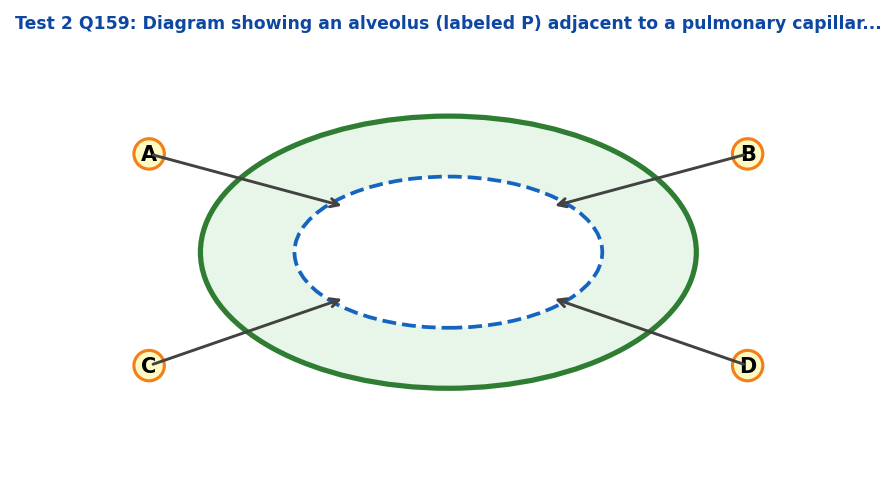 Test 2 Q159: Diagram showing an alveolus (labeled P) adjacent to a pulmonary capillar...
A
B
C
D